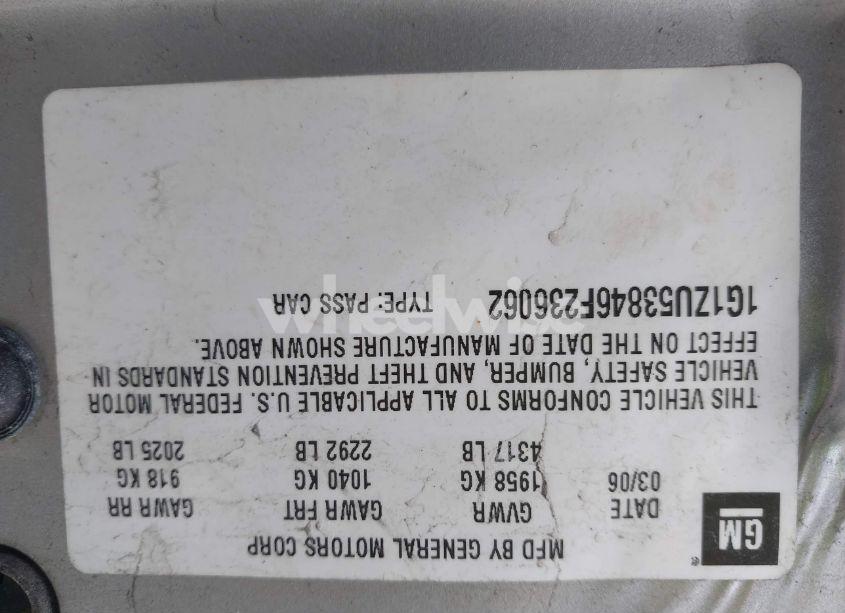 MFD BY GENERAL MOTORS CORP
GM
DATE GVWR GAWR FRT GAWR RR
03/06 1958 KG 1040 KG 918 KG
4317 LB 2292 LB 2025 LB
THIS VEHICLE CONFORMS TO ALL APPLICABLE U.S. FEDERAL MOTOR
VEHICLE SAFETY, BUMPER, AND THEFT PREVENTION STANDARDS IN
EFFECT ON THE DATE OF MANUFACTURE SHOWN ABOVE.
1G1ZU53846F236062 TYPE: PASS CAR
wheelwise